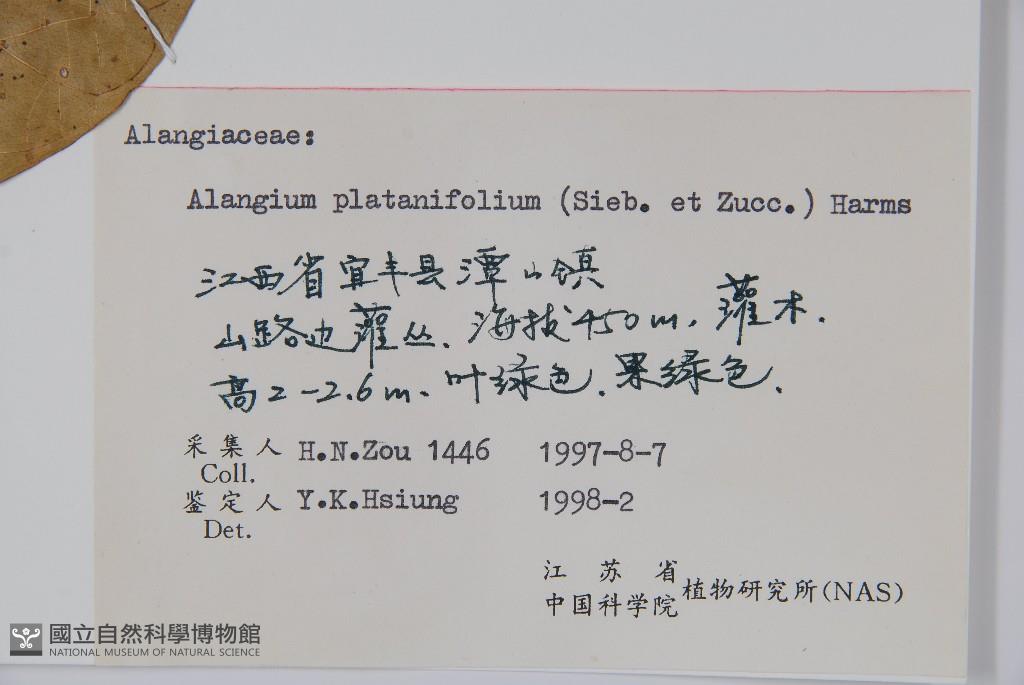 Alangiaceae:
Alangium platanifolium (Sieb. et Zucc.) Harms
江西省宜丰县潭山镇
山路边灌丛. 海拔450m. 灌木.
高2-2.6m. 叶绿色. 果绿色.
采集人 H.N.Zou 1446 1997-8-7
Coll.
鉴定人 Y.K.Hsiung 1998-2
Det.
江苏省
中国科学院 植物研究所(NAS)
國立自然科學博物館
NATIONAL MUSEUM OF NATURAL SCIENCE